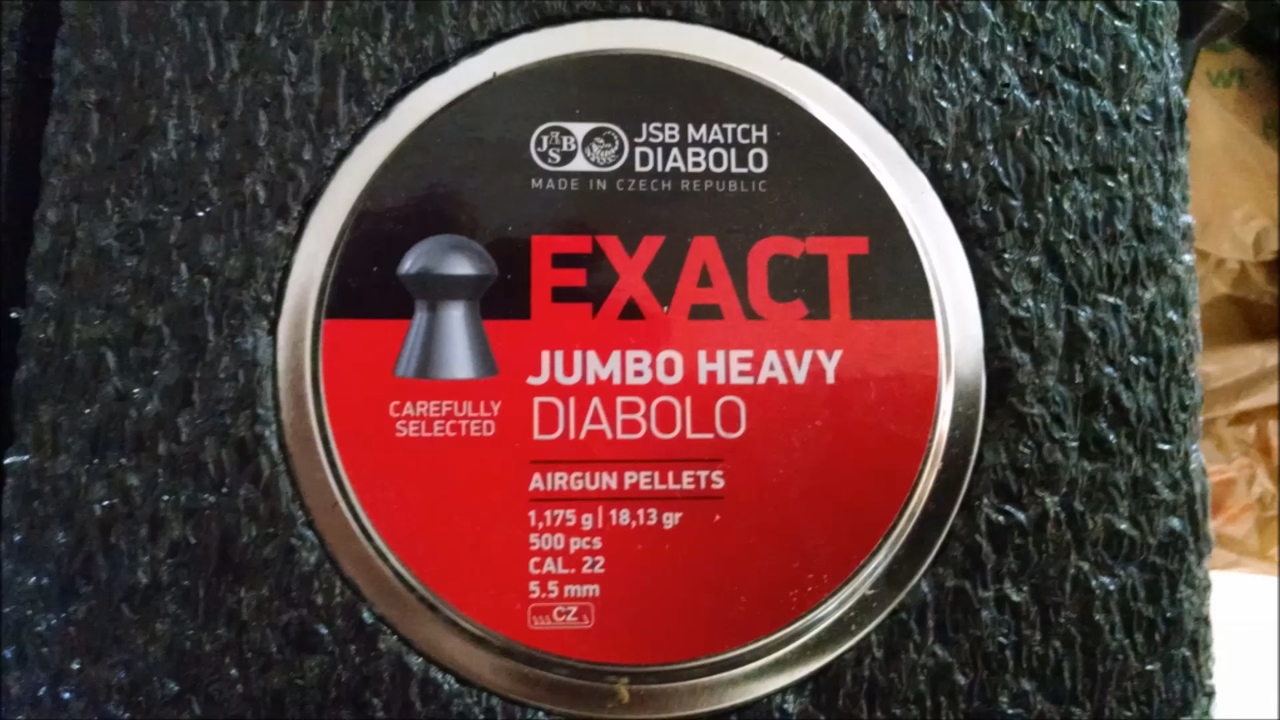 JSB
JSB MATCH
DIABOLO
MADE IN CZECH REPUBLIC
EXACT
JUMBO HEAVY
DIABOLO
CAREFULLY
SELECTED
AIRGUN PELLETS
1,175 g | 18,13 gr
500 pcs
CAL. 22
5.5 mm
CZ